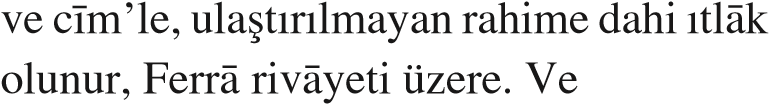 ve cīm’le, ulaştırılmayan rahime dahi ıtlāk
olunur, Ferrā rivāyeti üzere. Ve